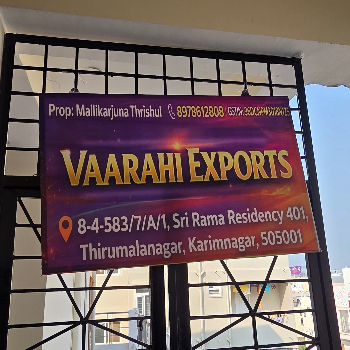 Prop: Mallikarjuna Thrishul 8978612808
VAARAHI EXPORTS
8-4-583/7/A/1, Sri Rama Residency 401,
Thirumalanagar, Karimnagar, 505001